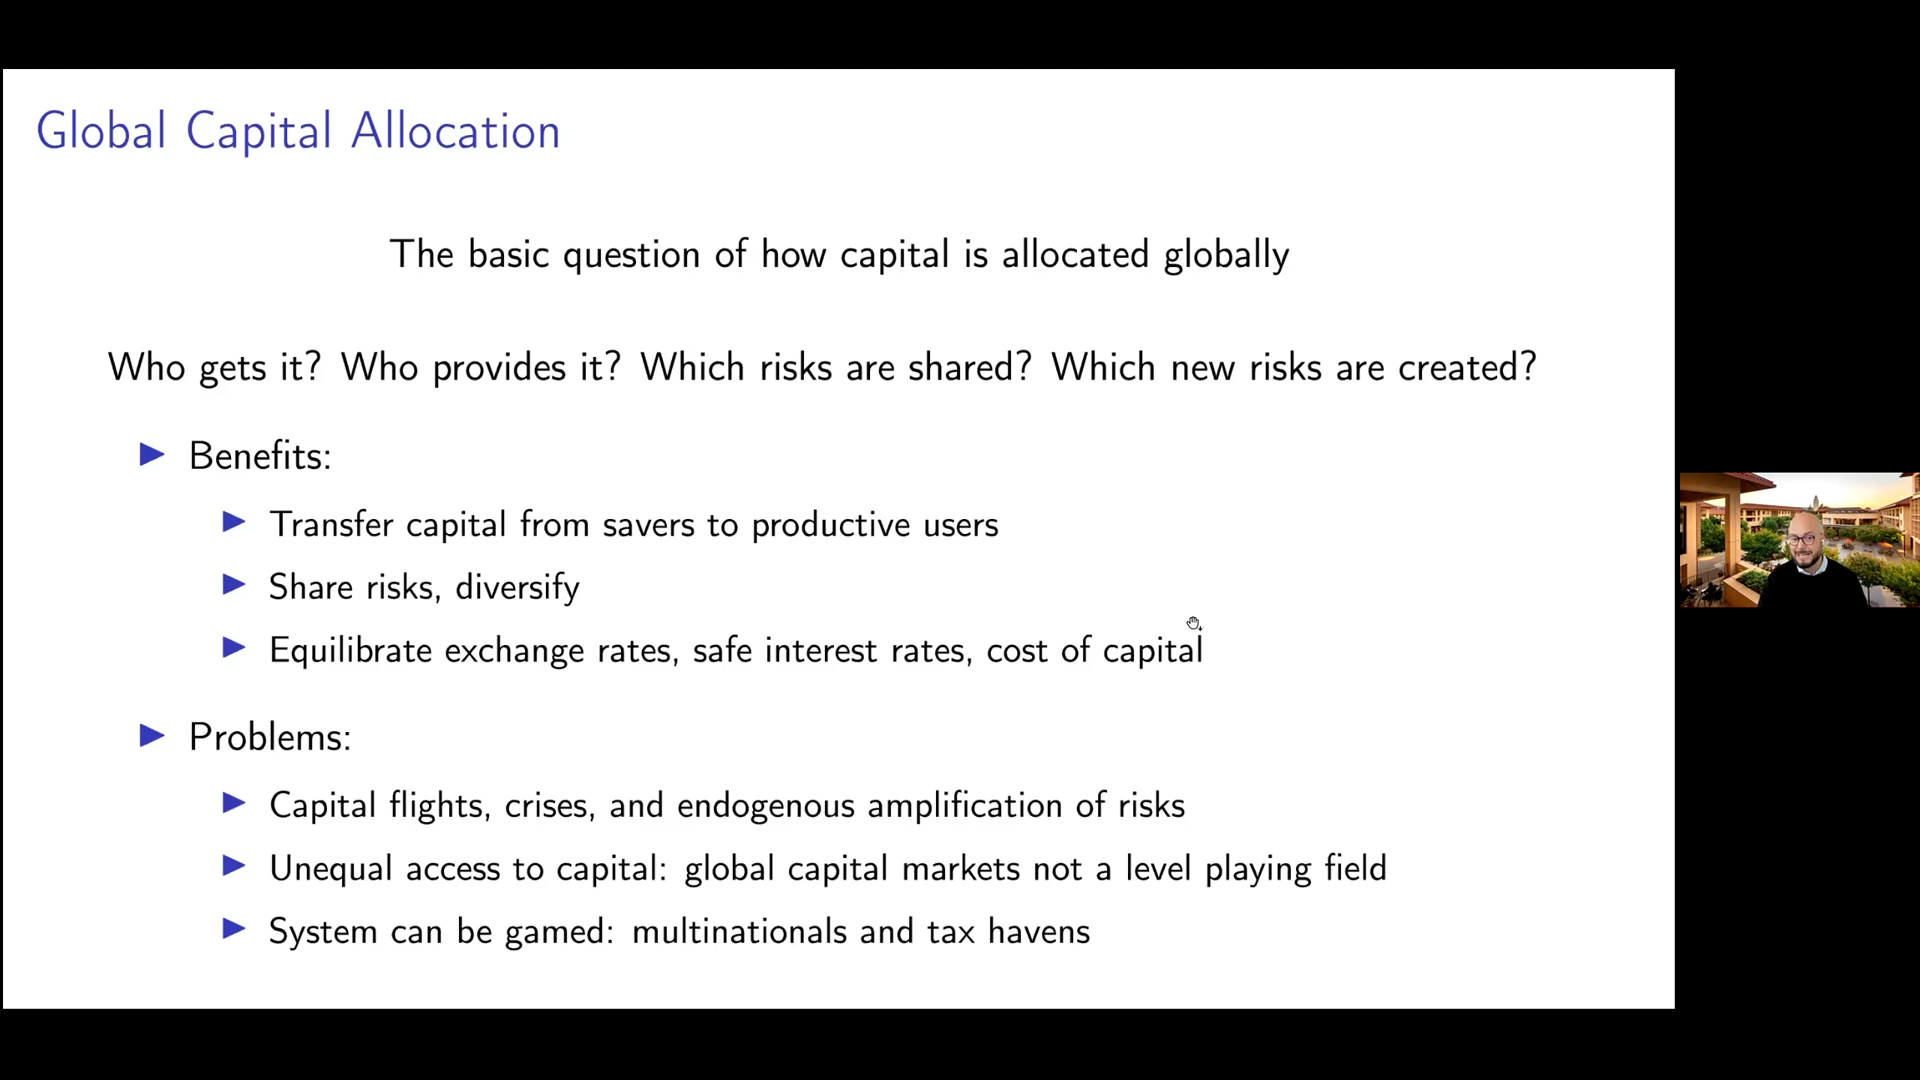 Global Capital Allocation
The basic question of how capital is allocated globally
Who gets it? Who provides it? Which risks are shared? Which new risks are created?
Benefits:
Transfer capital from savers to productive users
Share risks, diversify
Equilibrate exchange rates, safe interest rates, cost of capital
Problems:
Capital flights, crises, and endogenous amplification of risks
Unequal access to capital: global capital markets not a level playing field
System can be gamed: multinationals and tax havens